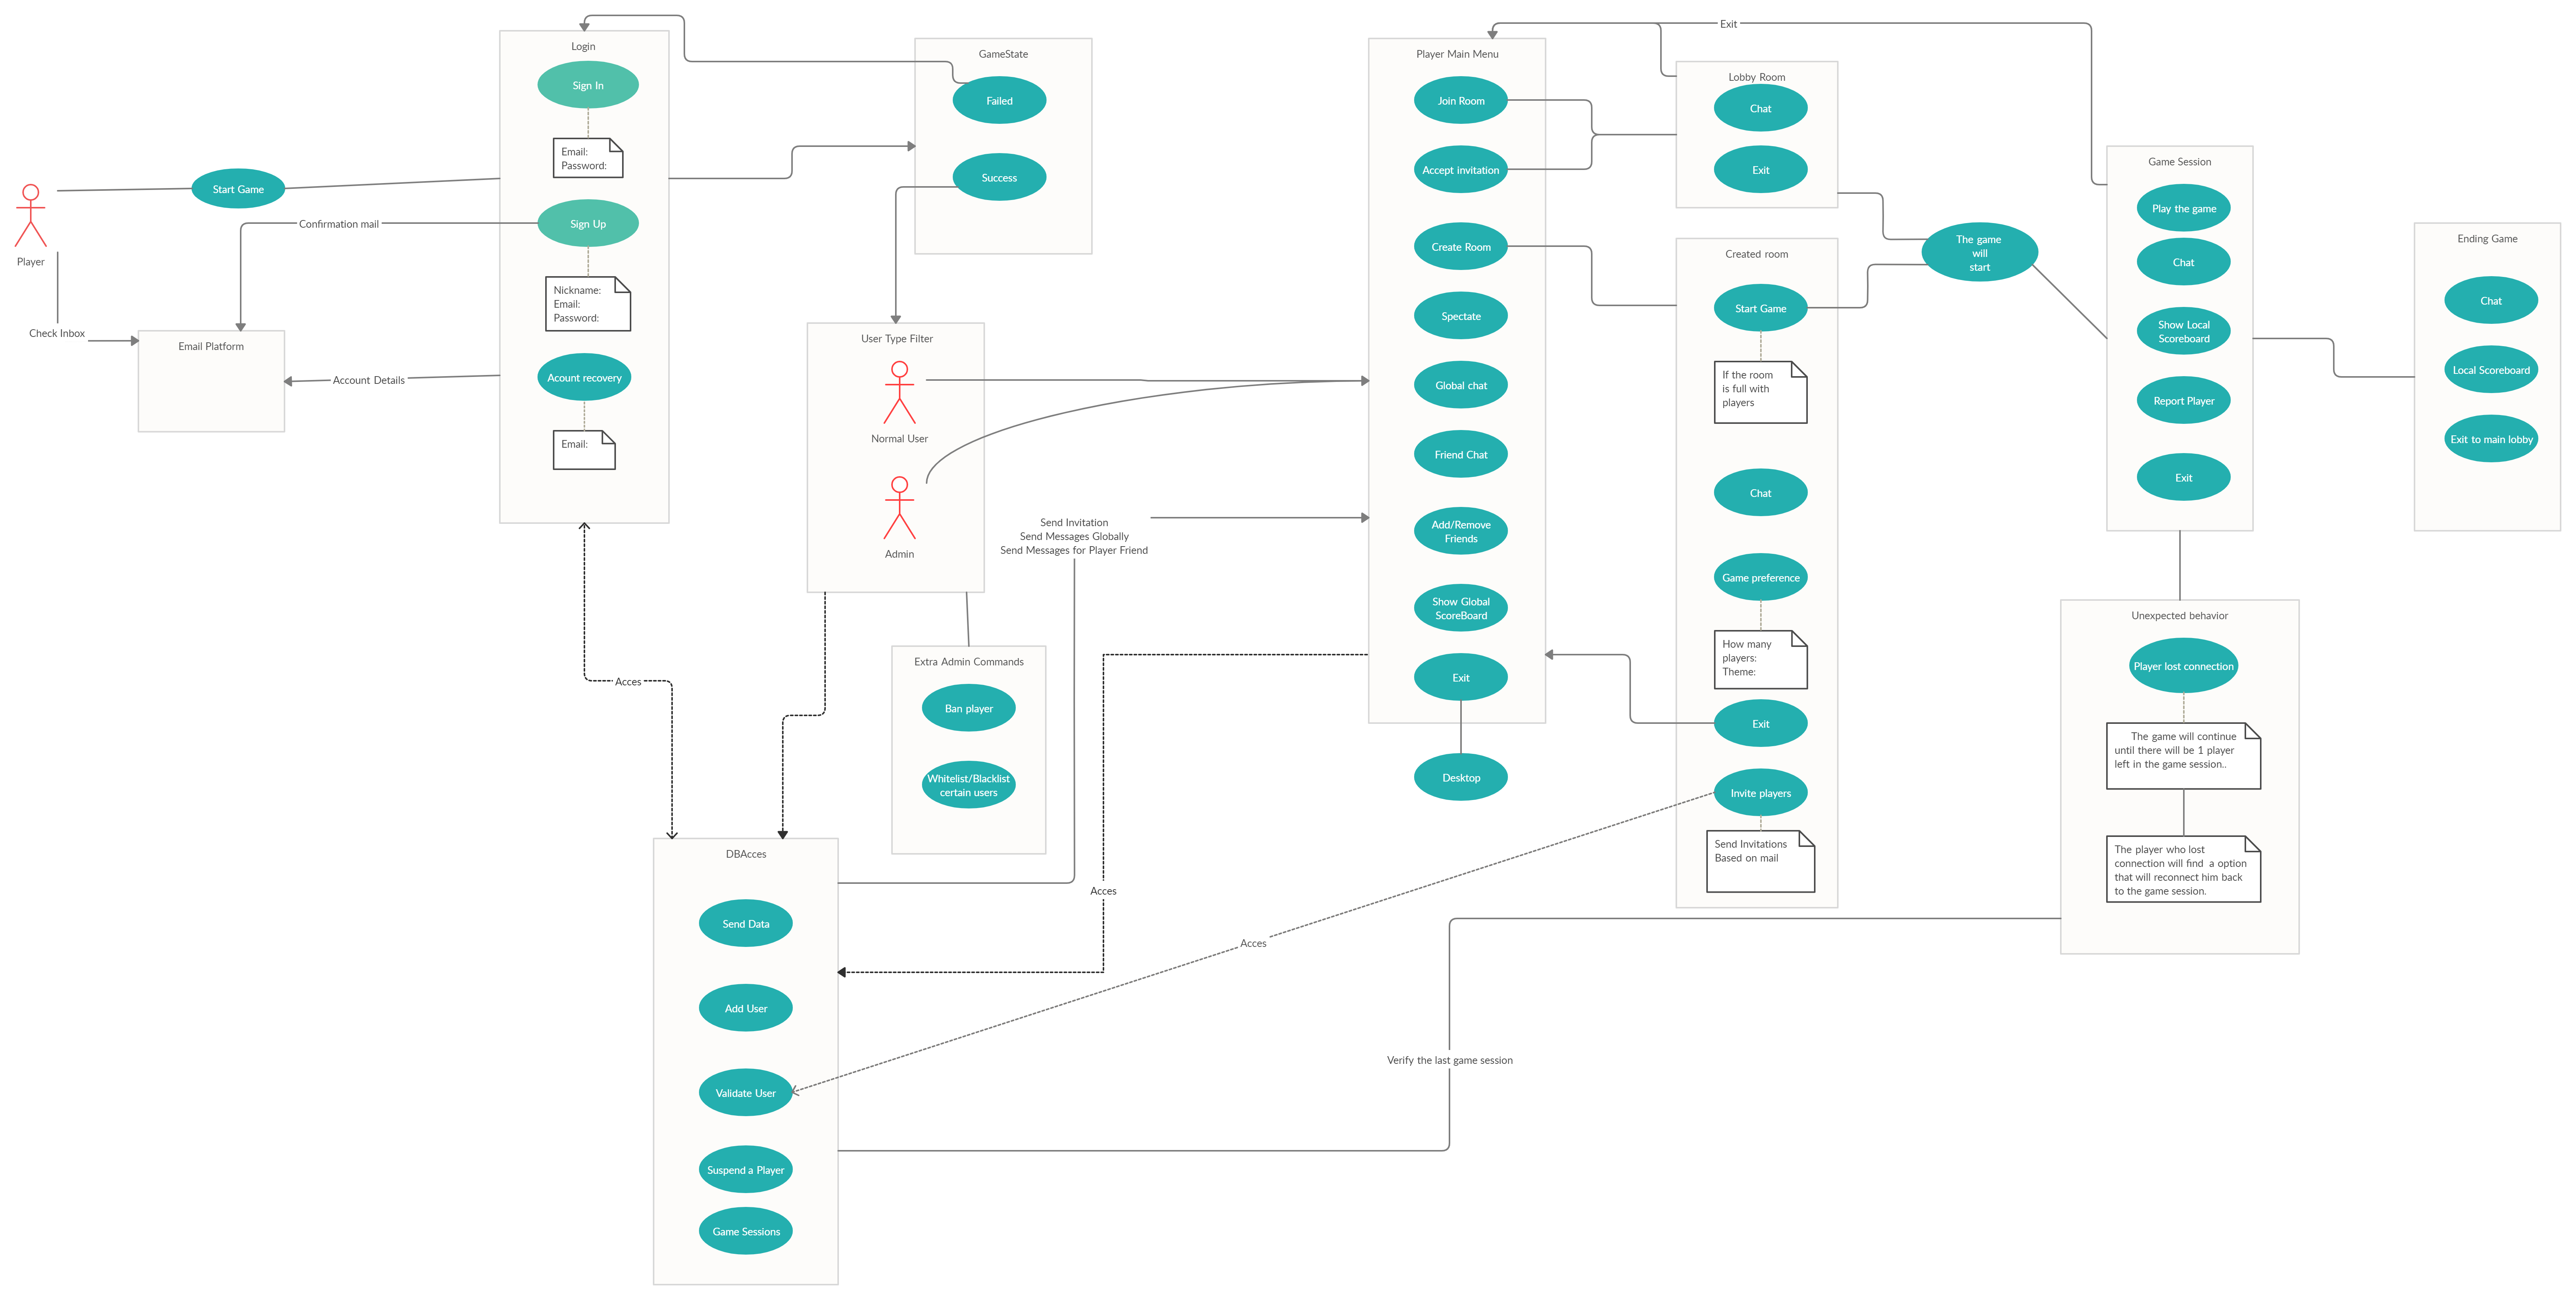 Player
Start Game
Check Inbox
Confirmation mail
Account Details
Email Platform
Login
Sign In
Email:
Password:
Sign Up
Nickname:
Email:
Password:
Acount recovery
Email:
GameState
Failed
Success
User Type Filter
Normal User
Admin
Extra Admin Commands
Ban player
Whitelist/Blacklist
certain users
Acces
DBAcces
Send Data
Add User
Validate User
Suspend a Player
Game Sessions
Send Invitation
Send Messages Globally
Send Messages for Player Friend
Acces
Acces
Verify the last game session
Player Main Menu
Join Room
Accept invitation
Create Room
Spectate
Global chat
Friend Chat
Add/Remove
Friends
Show Global
ScoreBoard
Exit
Desktop
Exit
Lobby Room
Chat
Exit
Created room
Start Game
If the room
is full with
players
Chat
Game preference
How many
players:
Theme:
Exit
Invite players
Send Invitations
Based on mail
The game
will
start
Game Session
Play the game
Chat
Show Local
Scoreboard
Report Player
Exit
Unexpected behavior
Player lost connection
The game will continue
until there will be 1 player
left in the game session..
The player who lost
connection will find a option
that will reconnect him back
to the game session.
Ending Game
Chat
Local Scoreboard
Exit to main lobby